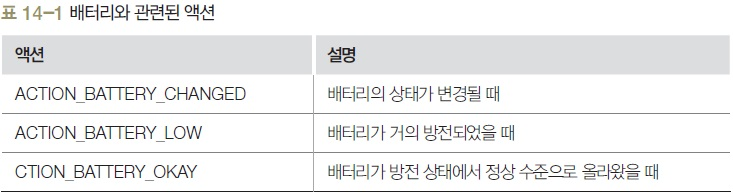 표 14-1 배터리와 관련된 액션
액션 설명
ACTION_BATTERY_CHANGED 배터리의 상태가 변경될 때
ACTION_BATTERY_LOW 배터리가 거의 방전되었을 때
CTION_BATTERY_OKAY 배터리가 방전 상태에서 정상 수준으로 올라왔을 때